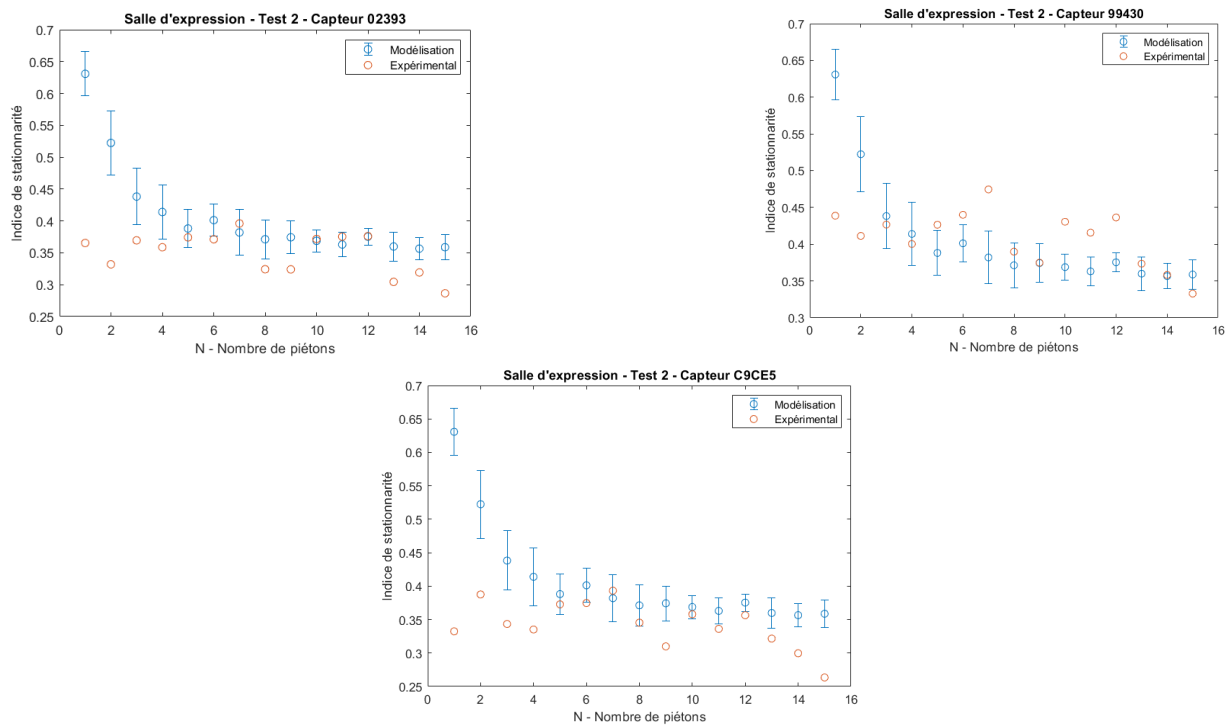 Salle d'expression - Test 2 - Capteur 02393
0.7
0.65
0.6
0.55
0.5
0.45
0.4
0.35
0.3
0.25
Indice de stationnarité
Modélisation
Expérimental
0 2 4 6 8 10 12 14 16
N - Nombre de piétons
Salle d'expression - Test 2 - Capteur 99430
0.7
0.65
0.6
0.55
0.5
0.45
0.4
0.35
0.3
Indice de stationnarité
Modélisation
Expérimental
0 2 4 6 8 10 12 14 16
N - Nombre de piétons
Salle d'expression - Test 2 - Capteur C9CE5
0.7
0.65
0.6
0.55
0.5
0.45
0.4
0.35
0.3
0.25
Indice de stationnarité
Modélisation
Expérimental
0 2 4 6 8 10 12 14 16
N - Nombre de piétons